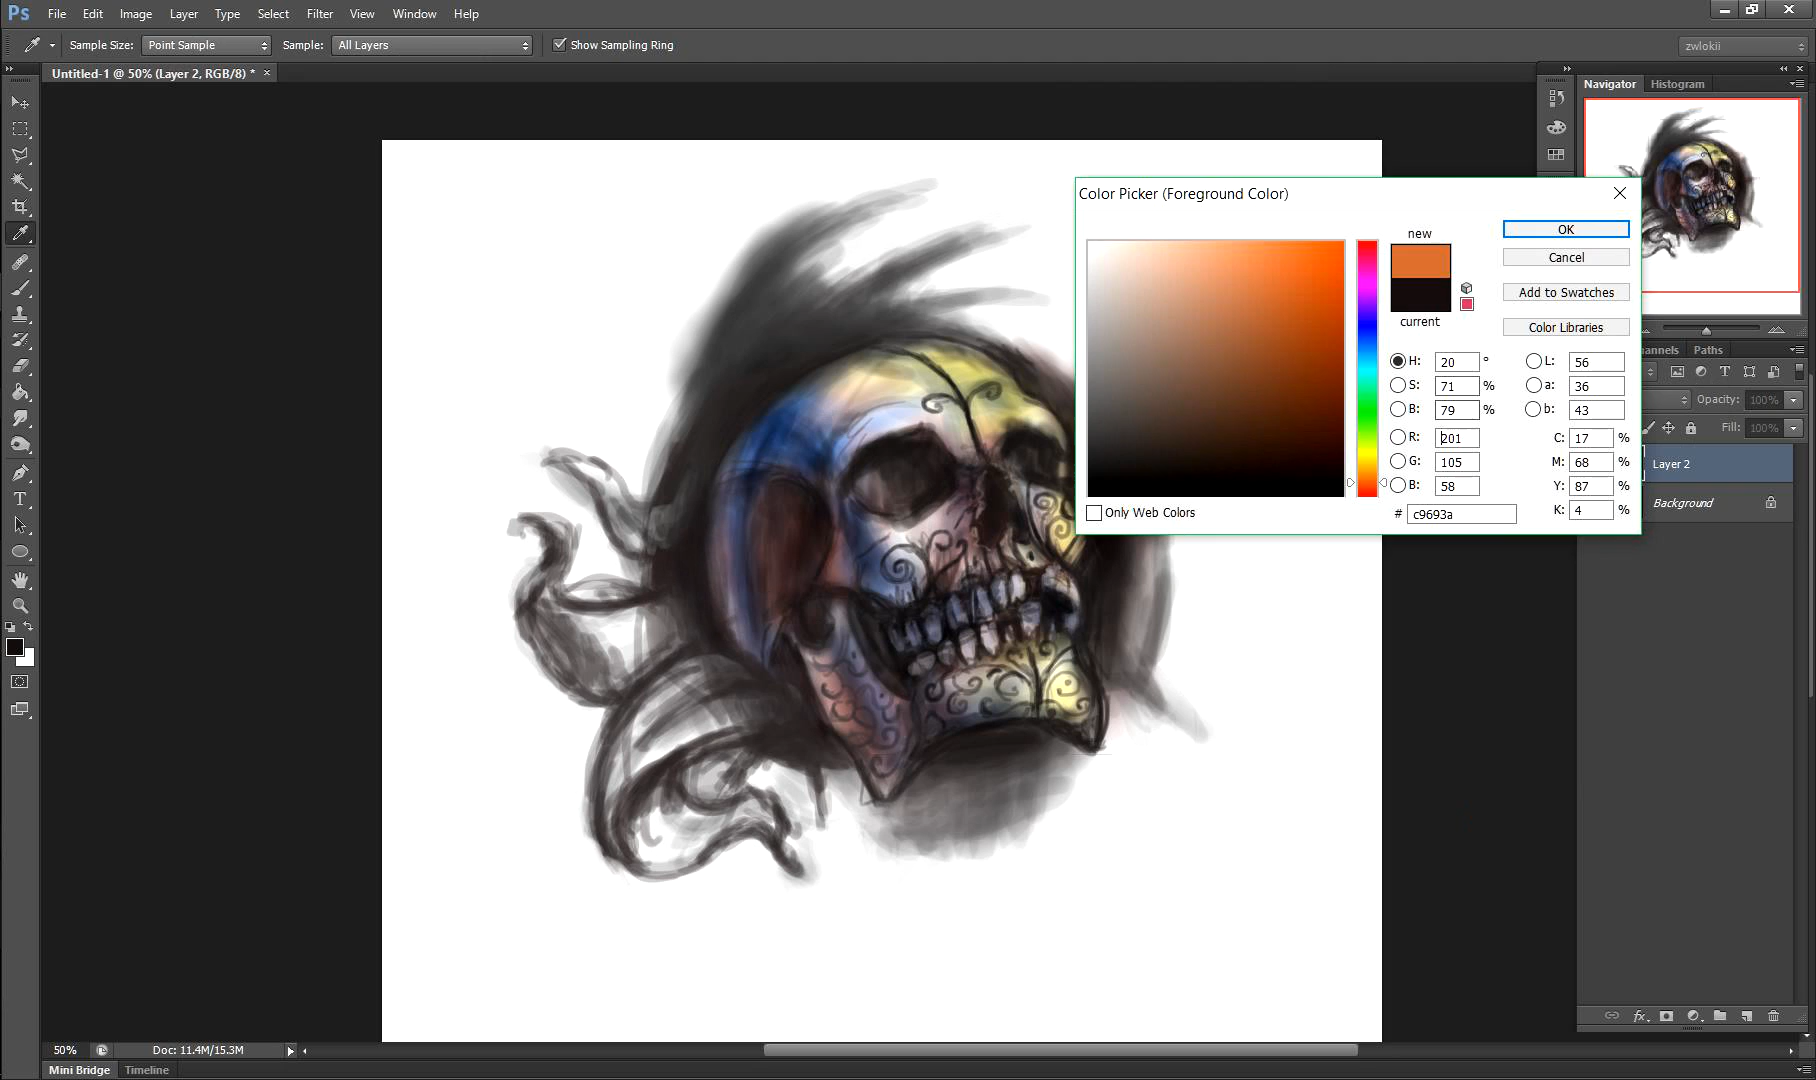 Ps File Edit Image Layer Type Select Filter View Window Help
Sample Size: Point Sample Sample: All Layers Show Sampling Ring zwlokii
Untitled-1 @ 50% (Layer 2, RGB/8) * ×
Navigator Histogram
Color Picker (Foreground Color)
new
OK
Cancel
Add to Swatches
current
Color Libraries
H: 20 ° L: 56
S: 71 % a: 36
B: 79 % b: 43
R: 201 C: 17 %
G: 105 M: 68 %
B: 58 Y: 87 %
# c9693a K: 4 %
Only Web Colors
annels Paths
Opacity: 100%
Fill: 100%
Layer 2
Background
T
fx
50% Doc: 11.4M/15.3M
Mini Bridge Timeline